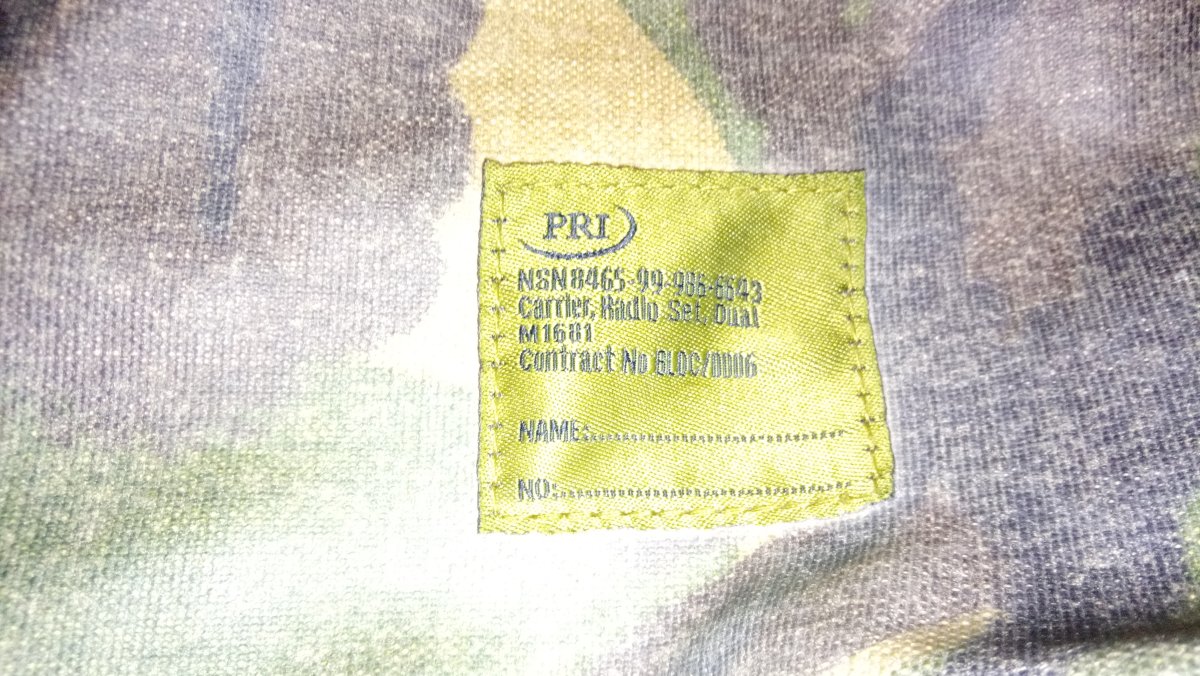 PRI
NSN 8465-99-986-6643
Carrier, Radio Set, Dual
M1681
Contract No BLDC/0006
NAME:
NO: